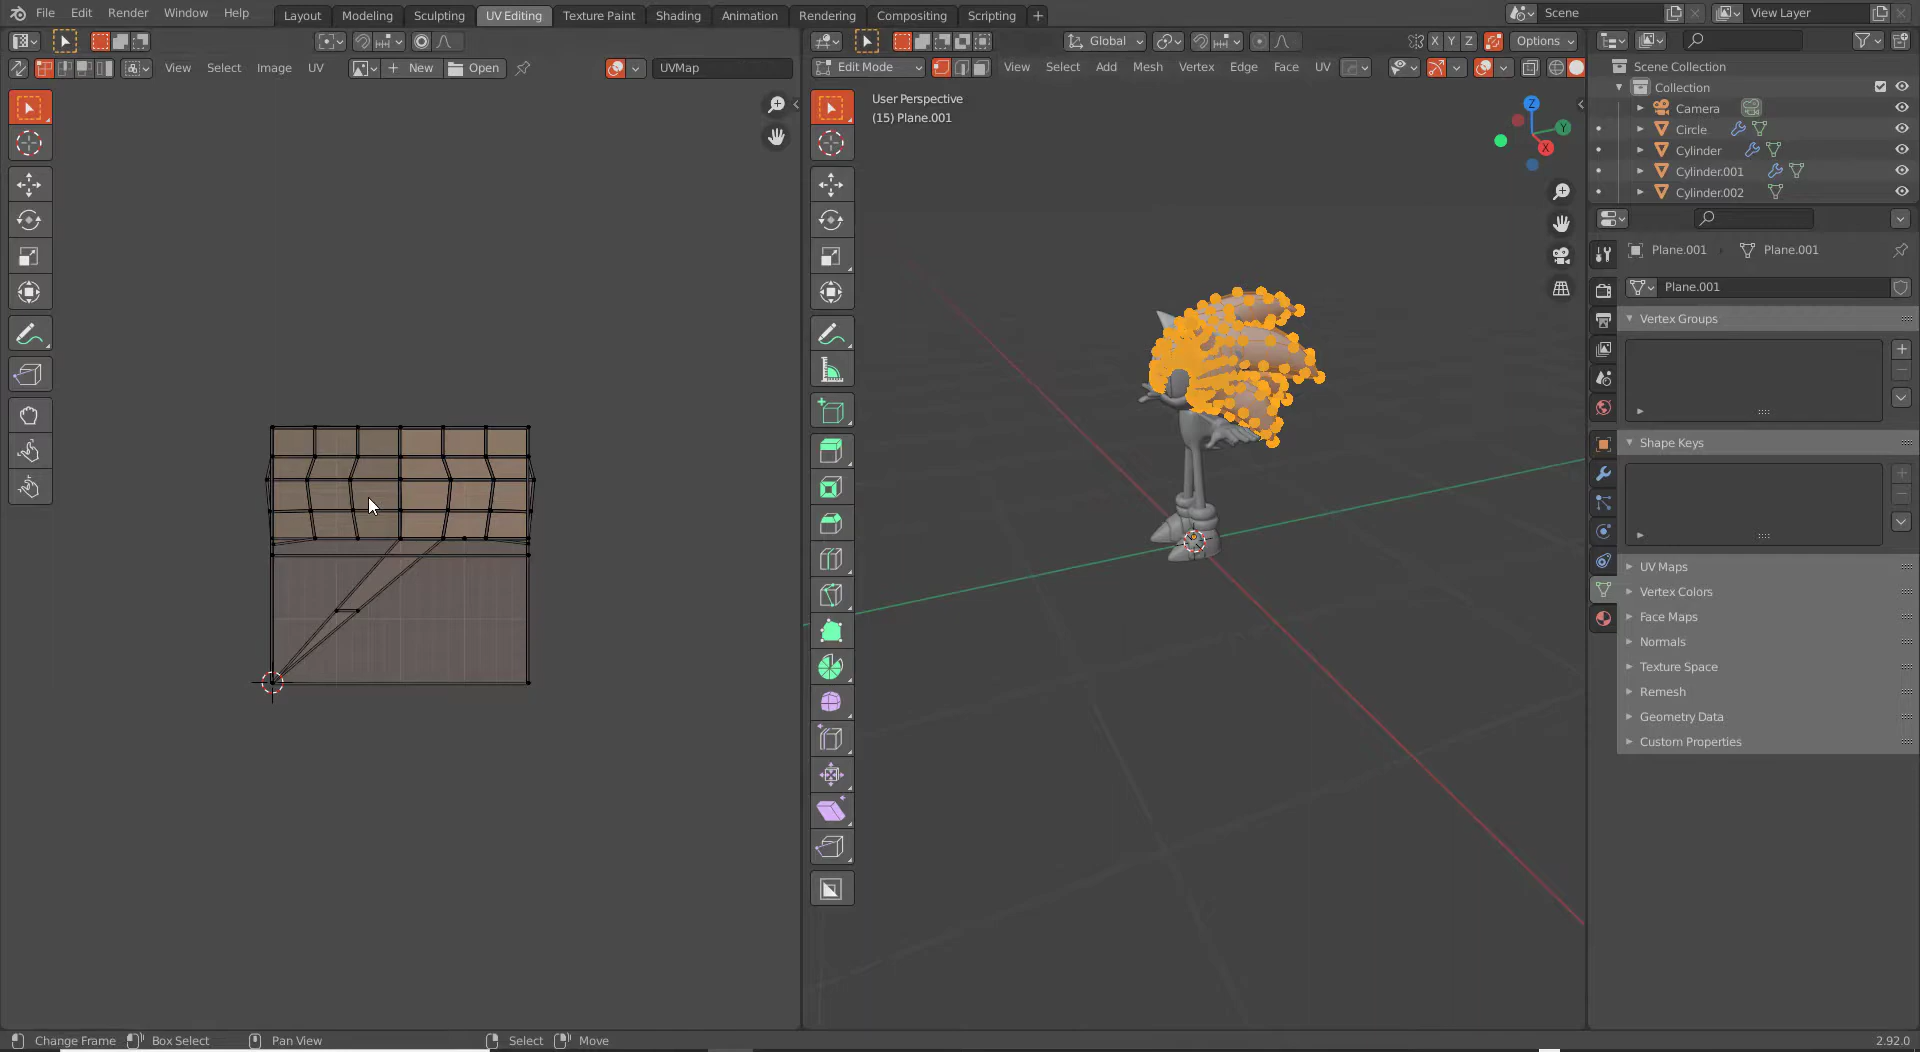 File Edit Render Window Help Layout Modeling Sculpting UV Editing Texture Paint Shading Animation Rendering Compositing Scripting + Scene View Layer
Global X Y Z Options
View Select Image UV New Open UVMap Edit Mode View Select Add Mesh Vertex Edge Face UV
Scene Collection
Collection
Camera
Circle
Cylinder
Cylinder.001
Cylinder.002
User Perspective
(15) Plane.001
Z
Y
X
Plane.001 Plane.001
Plane.001
Vertex Groups
Shape Keys
UV Maps
Vertex Colors
Face Maps
Normals
Texture Space
Remesh
Geometry Data
Custom Properties
Change Frame Box Select Pan View Select Move 2.92.0